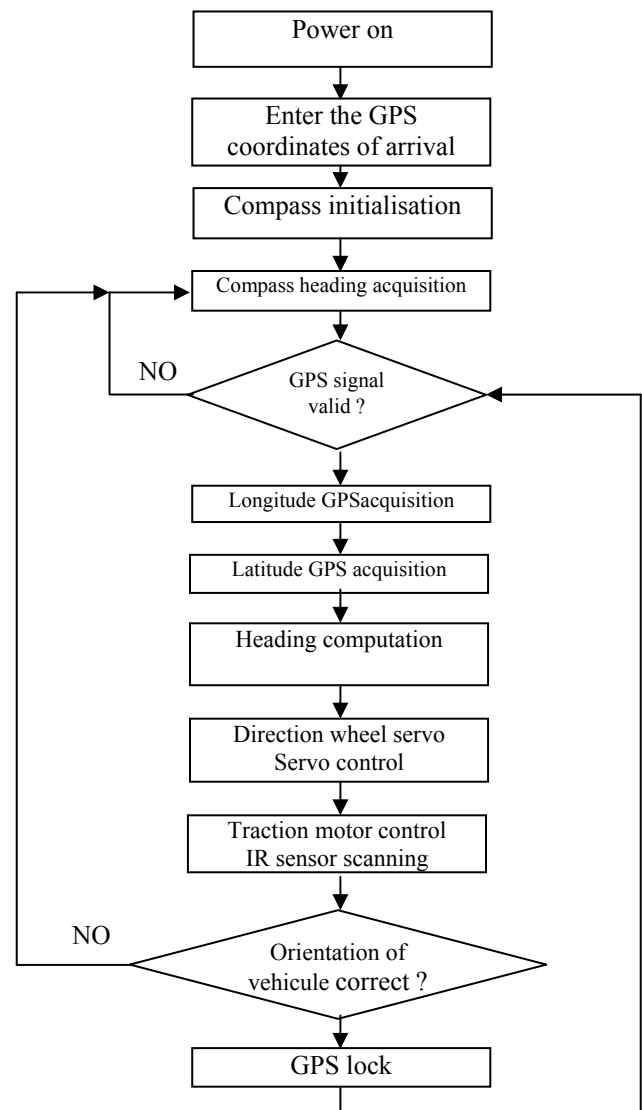 Power on
Enter the GPS
coordinates of arrival
Compass initialisation
Compass heading acquisition
NO
GPS signal
valid ?
Longitude GPSacquisition
Latitude GPS acquisition
Heading computation
Direction wheel servo
Servo control
Traction motor control
IR sensor scanning
NO
Orientation of
vehicule correct ?
GPS lock